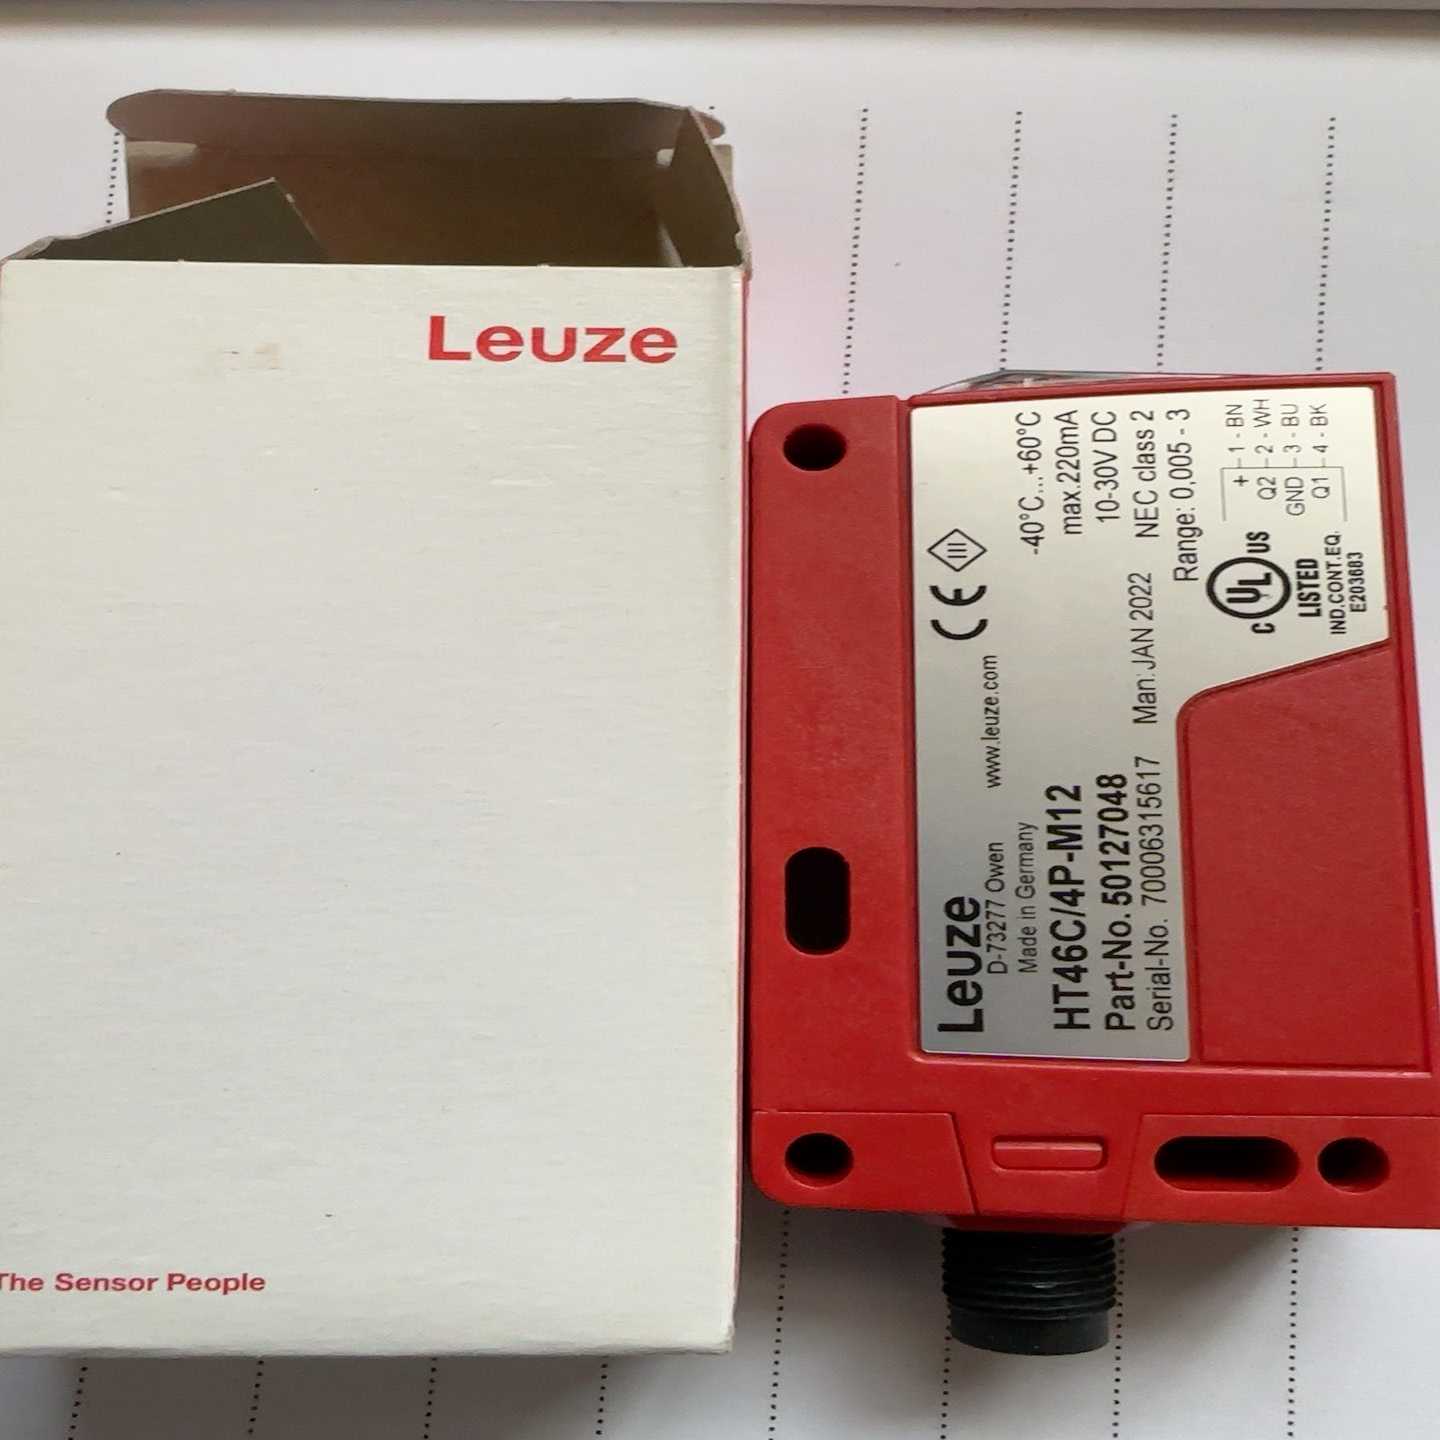 Leuze
The Sensor People
Leuze
D-73277 Owen www.leuze.com
Made in Germany
HT46C/4P-M12
Part-No. 50127048
Serial-No. 70006315617 Man: JAN 2022
CE III
-40°C...+60°C
max.220mA
10-30V DC
NEC class 2
Range: 0,005 - 3
C UL US
LISTED
IND.CONT.EQ.
E203683
+ 1 - BN
Q2 2 - WH
GND 3 - BU
Q1 4 - BK